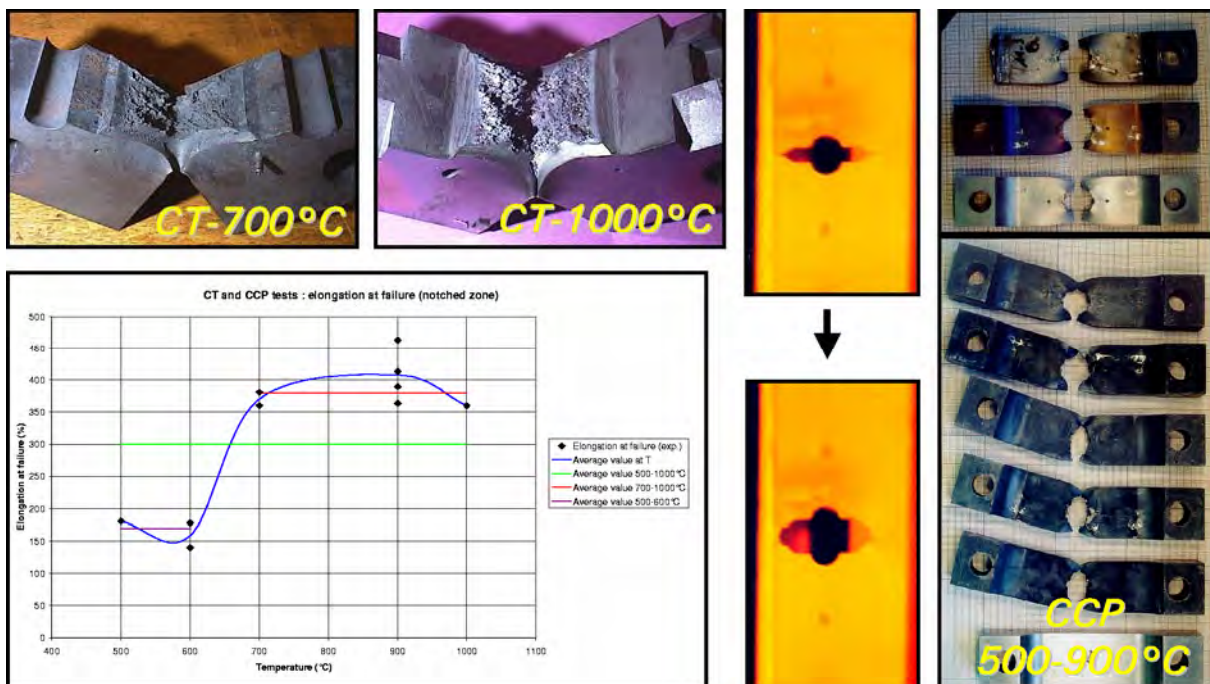 CT-700°C
CT-1000°C
CT and CCP tests : elongation at failure (notched zone)
Elongation at failure (%)
500
450
400
350
300
250
200
150
100
50
0
400 500 600 700 800 900 1000 1100
Temperature (°C)
Elongation at failure (exp.)
Average value at T
Average value 500-1000°C
Average value 700-1000°C
Average value 500-600°C
CCP
500-900°C